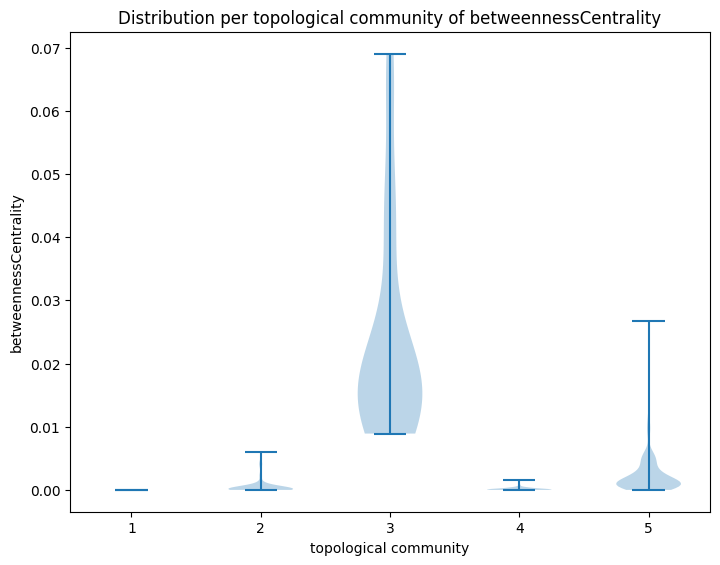 Distribution per topological community of betweennessCentrality
0.07
0.06
0.05
0.04
0.03
0.02
0.01
0.00
betweennessCentrality
1 2 3 4 5
topological community